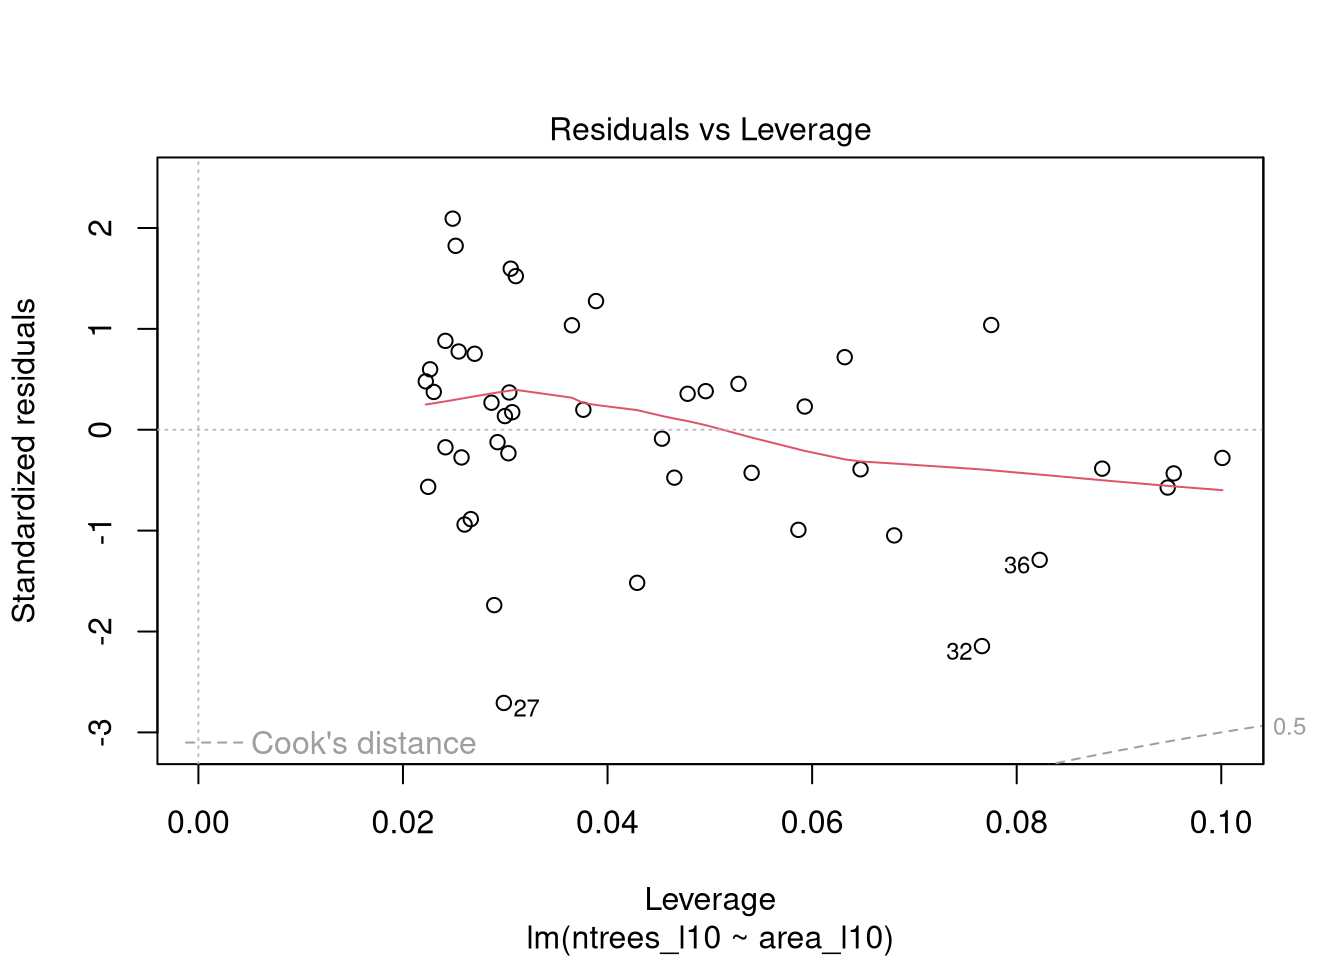 Residuals vs Leverage
Standardized residuals
2
1
0
-1
-2
-3
36
32
27
Cook's distance
0.5
0.00 0.02 0.04 0.06 0.08 0.10
Leverage
lm(ntrees_l10 ~ area_l10)